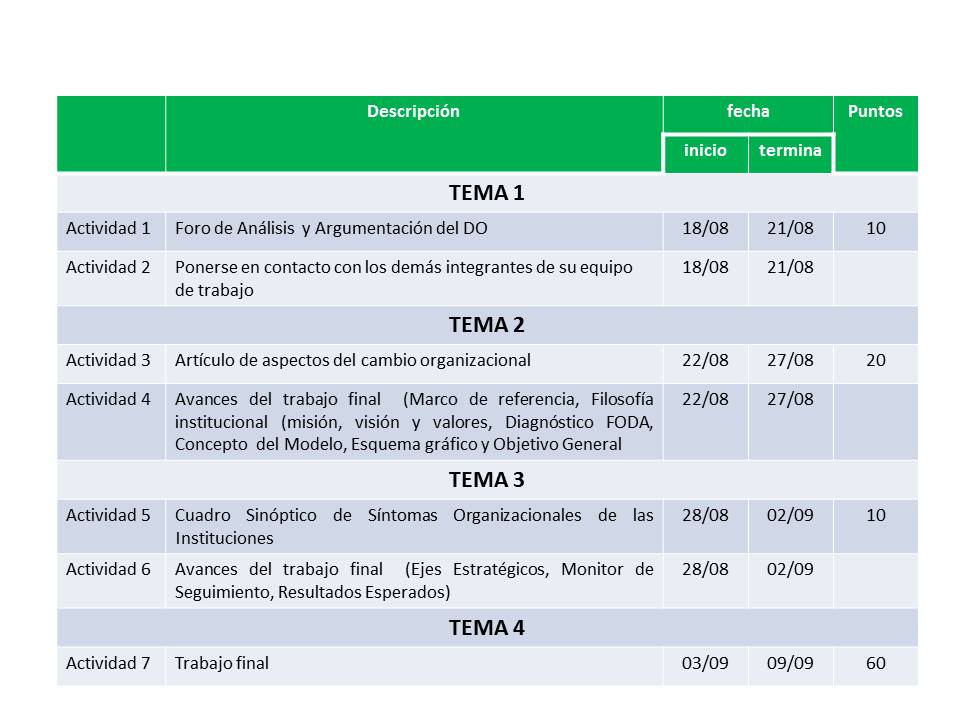 Descripción fecha Puntos
inicio termina
TEMA 1
Actividad 1 Foro de Análisis y Argumentación del DO 18/08 21/08 10
Actividad 2 Ponerse en contacto con los demás integrantes de su equipo 18/08 21/08
de trabajo
TEMA 2
Actividad 3 Artículo de aspectos del cambio organizacional 22/08 27/08 20
Actividad 4 Avances del trabajo final (Marco de referencia, Filosofía 22/08 27/08
institucional (misión, visión y valores, Diagnóstico FODA,
Concepto del Modelo, Esquema gráfico y Objetivo General
TEMA 3
Actividad 5 Cuadro Sinóptico de Síntomas Organizacionales de las 28/08 02/09 10
Instituciones
Actividad 6 Avances del trabajo final (Ejes Estratégicos, Monitor de 28/08 02/09
Seguimiento, Resultados Esperados)
TEMA 4
Actividad 7 Trabajo final 03/09 09/09 60